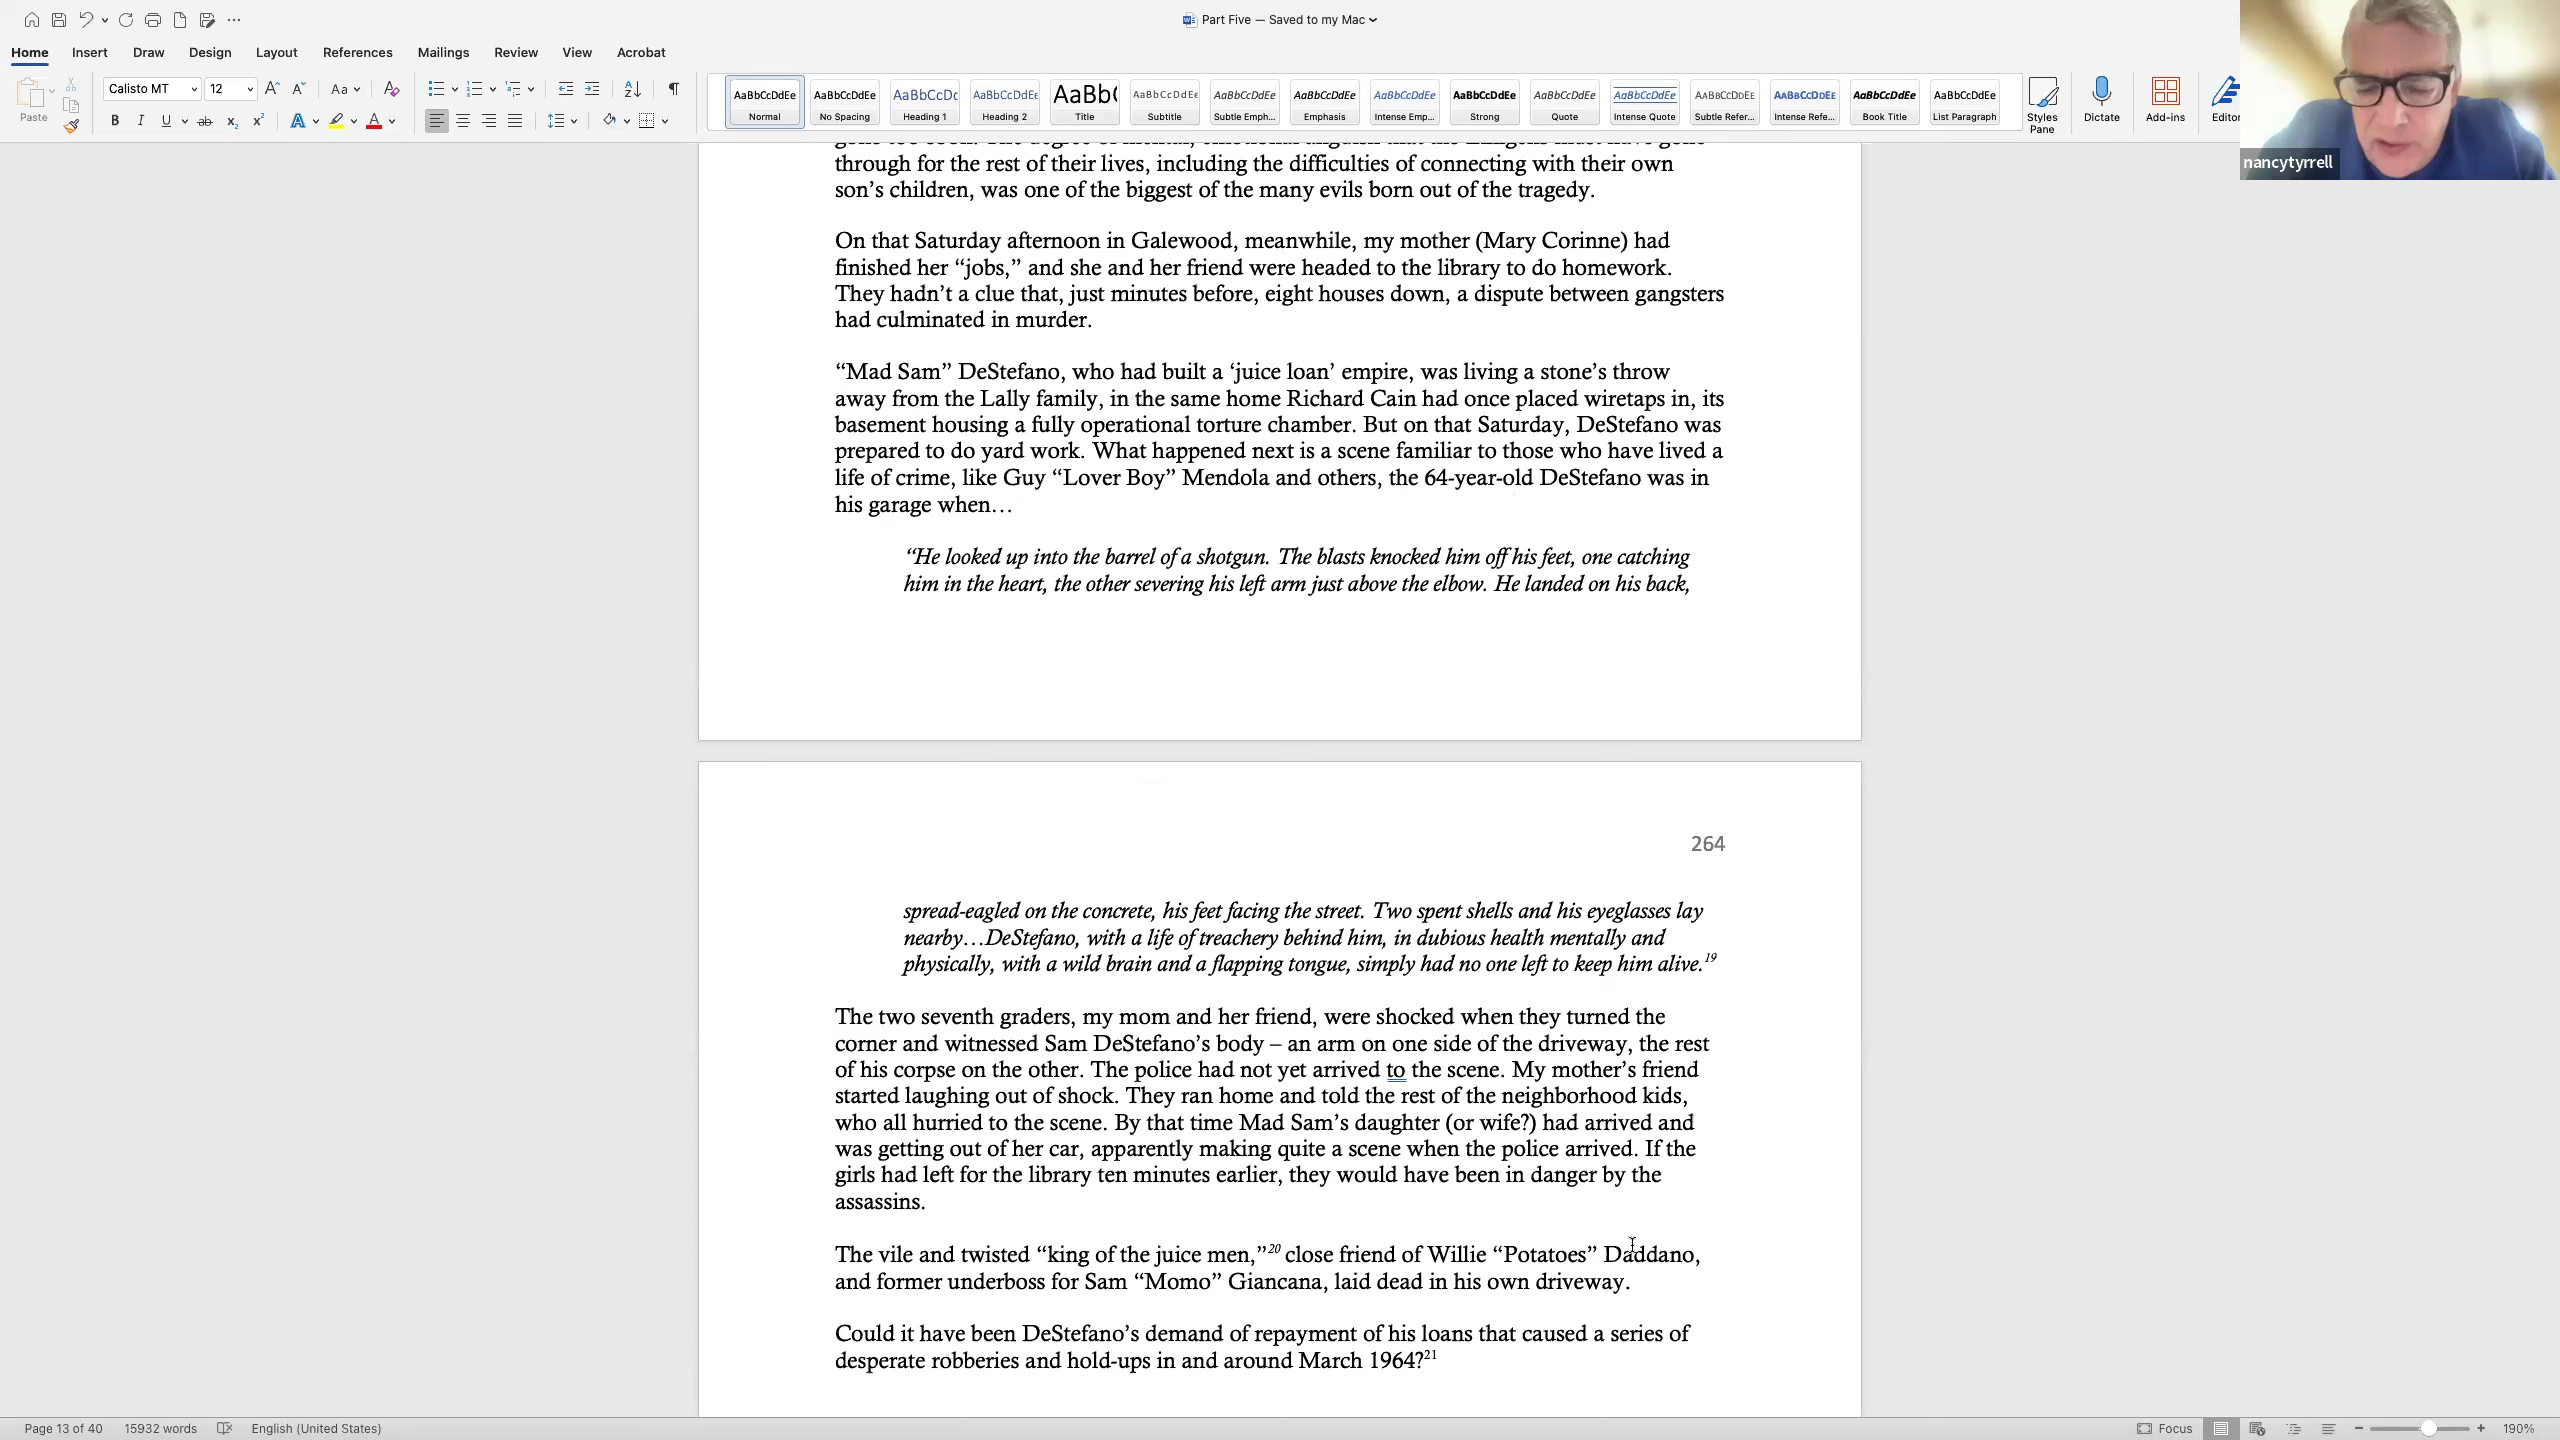 Part Five — Saved to my Mac
Home Insert Draw Design Layout References Mailings Review View Acrobat
Paste
Calisto MT 12
AaBbCcDdEe AaBbCcDdEe AaBbCcDc AaBbCcDdEe AaBb( AaBbCcDdEe AaBbCcDdEe AaBbCcDdEe AaBbCcDdEe AaBbCcDdEe AaBbCcDdEe AaBbCcDdEe AaBbCcDdEe AaBbCcDdEe AaBbCcDdEe AaBbCcDdEe
Normal No Spacing Heading 1 Heading 2 Title Subtitle Subtle Emph... Emphasis Intense Emp... Strong Quote Intense Quote Subtle Refer... Intense Refe... Book Title List Paragraph
Styles Pane Dictate Add-ins Editor
nancytyrrell
through for the rest of their lives, including the difficulties of connecting with their own
son’s children, was one of the biggest of the many evils born out of the tragedy.
On that Saturday afternoon in Galewood, meanwhile, my mother (Mary Corinne) had
finished her “jobs,” and she and her friend were headed to the library to do homework.
They hadn’t a clue that, just minutes before, eight houses down, a dispute between gangsters
had culminated in murder.
“Mad Sam” DeStefano, who had built a ‘juice loan’ empire, was living a stone’s throw
away from the Lally family, in the same home Richard Cain had once placed wiretaps in, its
basement housing a fully operational torture chamber. But on that Saturday, DeStefano was
prepared to do yard work. What happened next is a scene familiar to those who have lived a
life of crime, like Guy “Lover Boy” Mendola and others, the 64-year-old DeStefano was in
his garage when…
“He looked up into the barrel of a shotgun. The blasts knocked him off his feet, one catching
him in the heart, the other severing his left arm just above the elbow. He landed on his back,
264
spread-eagled on the concrete, his feet facing the street. Two spent shells and his eyeglasses lay
nearby…DeStefano, with a life of treachery behind him, in dubious health mentally and
physically, with a wild brain and a flapping tongue, simply had no one left to keep him alive.19
The two seventh graders, my mom and her friend, were shocked when they turned the
corner and witnessed Sam DeStefano’s body – an arm on one side of the driveway, the rest
of his corpse on the other. The police had not yet arrived to the scene. My mother’s friend
started laughing out of shock. They ran home and told the rest of the neighborhood kids,
who all hurried to the scene. By that time Mad Sam’s daughter (or wife?) had arrived and
was getting out of her car, apparently making quite a scene when the police arrived. If the
girls had left for the library ten minutes earlier, they would have been in danger by the
assassins.
The vile and twisted “king of the juice men,”20 close friend of Willie “Potatoes” Daddano,
and former underboss for Sam “Momo” Giancana, laid dead in his own driveway.
Could it have been DeStefano’s demand of repayment of his loans that caused a series of
desperate robberies and hold-ups in and around March 1964?21
Page 13 of 40 15932 words English (United States) Focus 190%